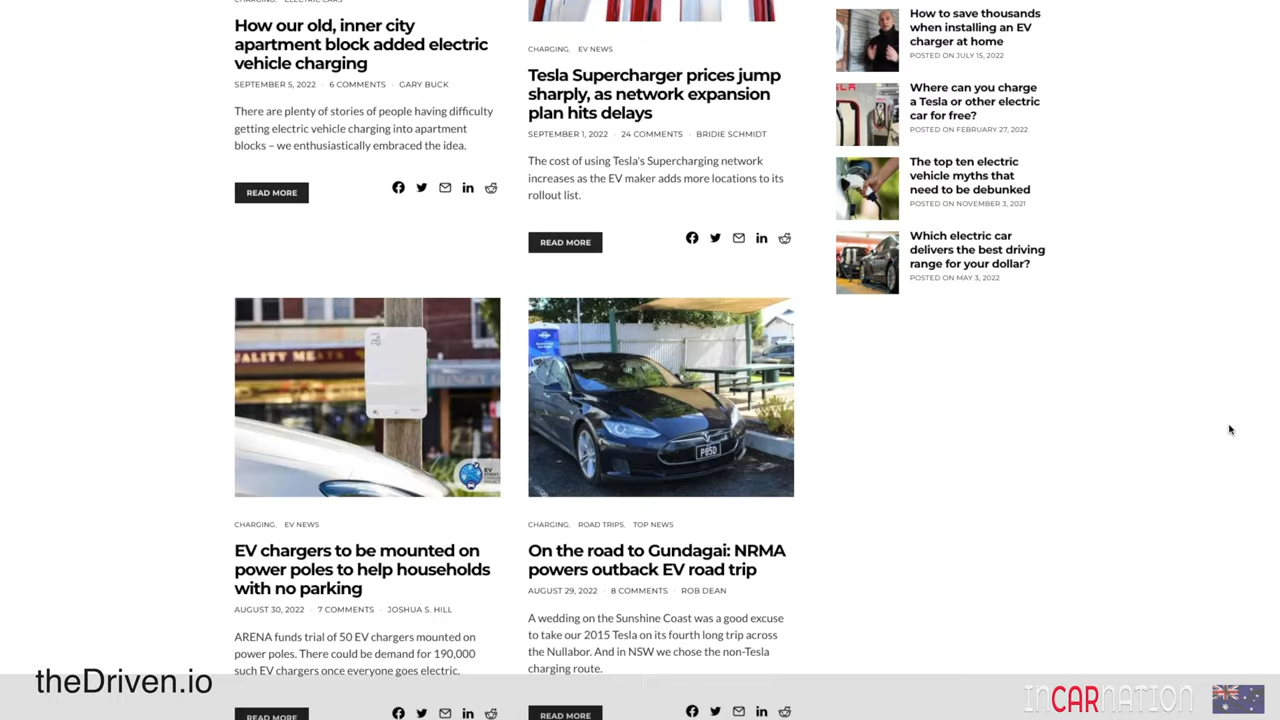 How our old, inner city
apartment block added electric
vehicle charging
SEPTEMBER 5, 2022 · 6 COMMENTS · GARY BUCK
There are plenty of stories of people having difficulty
getting electric vehicle charging into apartment
blocks – we enthusiastically embraced the idea.
READ MORE
CHARGING, EV NEWS
Tesla Supercharger prices jump
sharply, as network expansion
plan hits delays
SEPTEMBER 1, 2022 · 24 COMMENTS · BRIDIE SCHMIDT
The cost of using Tesla's Supercharging network
increases as the EV maker adds more locations to its
rollout list.
READ MORE
How to save thousands
when installing an EV
charger at home
POSTED ON JULY 15, 2022
Where can you charge
a Tesla or other electric
car for free?
POSTED ON FEBRUARY 27, 2022
The top ten electric
vehicle myths that
need to be debunked
POSTED ON NOVEMBER 3, 2021
Which electric car
delivers the best driving
range for your dollar?
POSTED ON MAY 3, 2022
CHARGING, EV NEWS
EV chargers to be mounted on
power poles to help households
with no parking
AUGUST 30, 2022 · 7 COMMENTS · JOSHUA S. HILL
ARENA funds trial of 50 EV chargers mounted on
power poles. There could be demand for 190,000
such EV chargers once everyone goes electric.
READ MORE
P85D
CHARGING, ROAD TRIPS, TOP NEWS
On the road to Gundagai: NRMA
powers outback EV road trip
AUGUST 29, 2022 · 8 COMMENTS · ROB DEAN
A wedding on the Sunshine Coast was a good excuse
to take our 2015 Tesla on its fourth long trip across
the Nullabor. And in NSW we chose the non-Tesla
charging route.
READ MORE
theDriven.io
INCARNATION